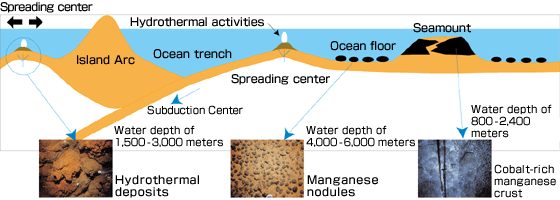 Spreading center
Hydrothermal activities
Seamount
Ocean floor
Ocean trench
Island Arc
Spreading center
Subduction Center
Water depth of
1,500-3,000 meters
Water depth of
4,000-6,000 meters
Water depth of
800-2,400
meters
Hydrothermal
deposits
Manganese
nodules
Cobalt-rich
manganese
crust